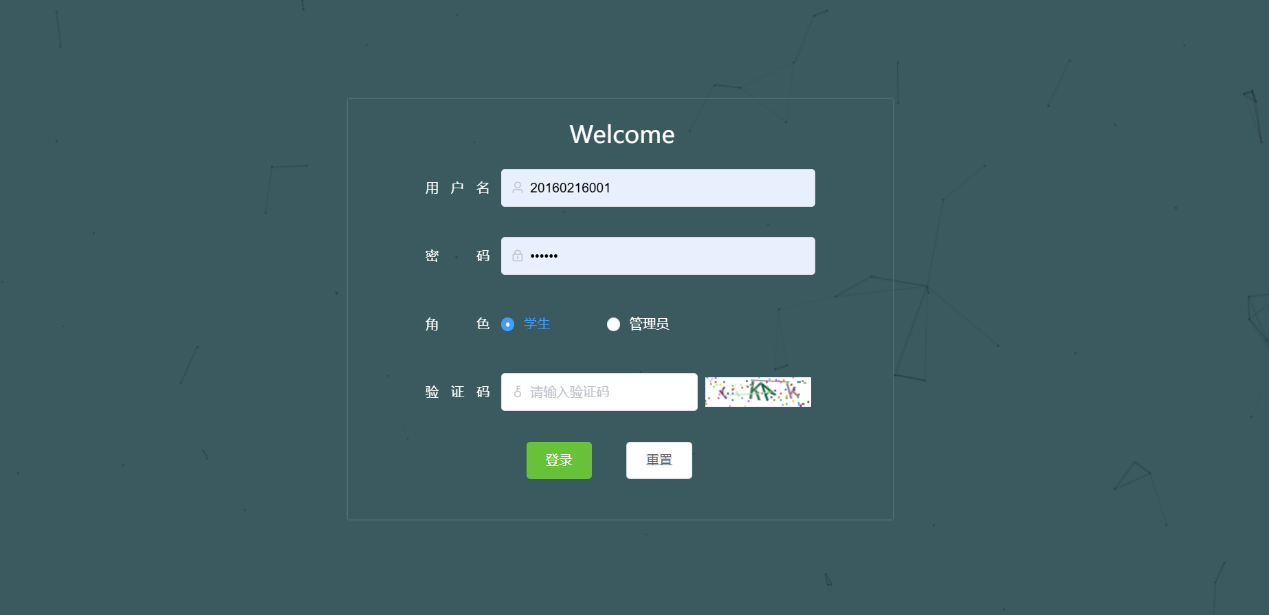 Welcome
用户名 20160216001
密码 ••••••
角色 学生 管理员
验证码 请输入验证码
登录 重置